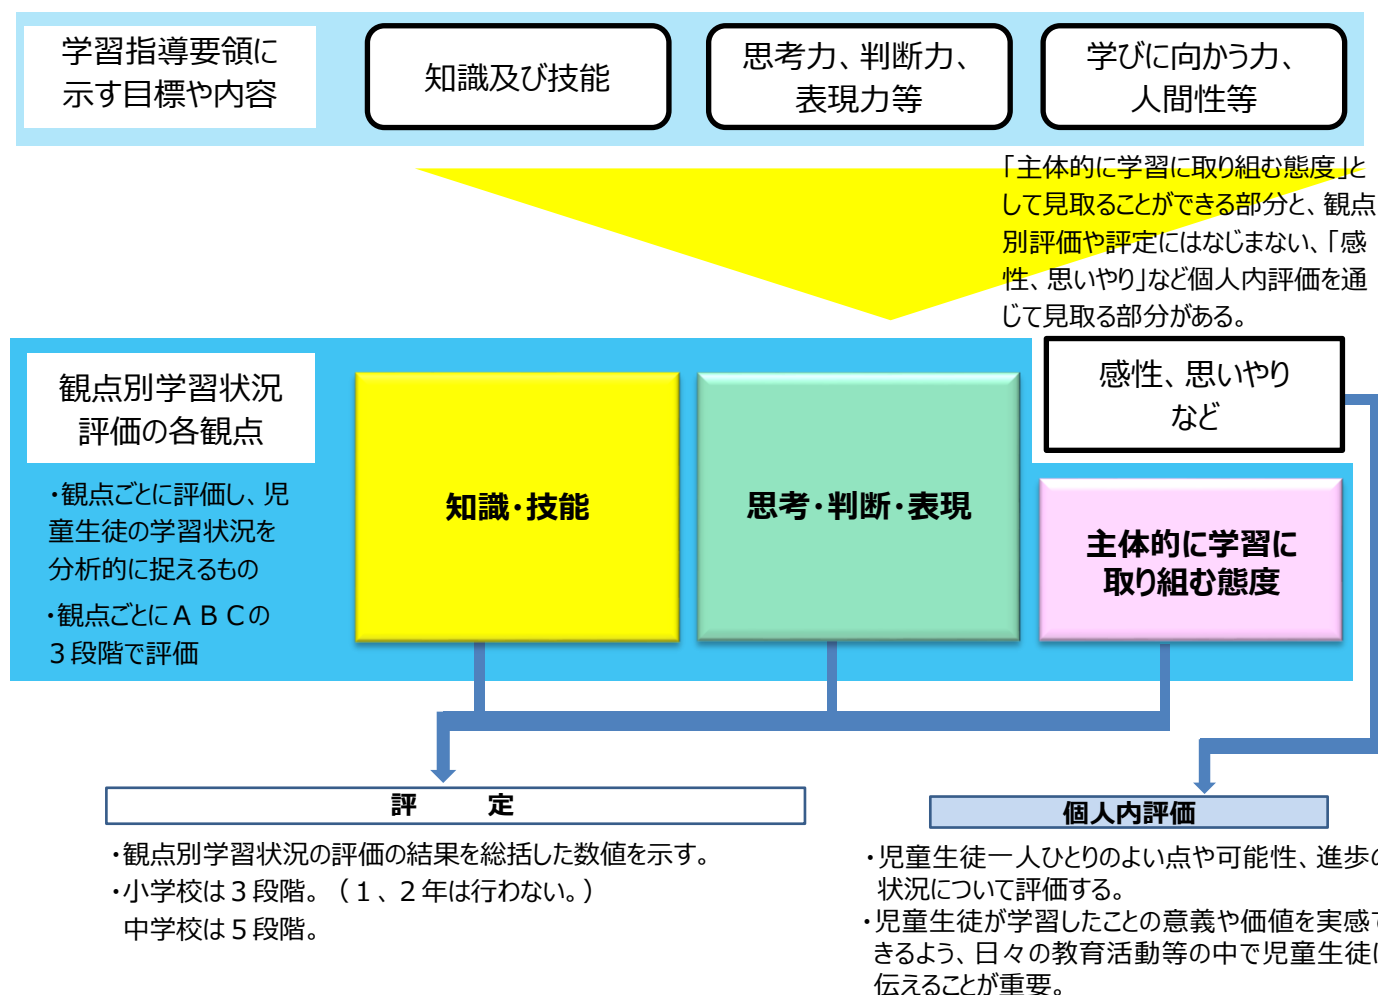 学習指導要領に
示す目標や内容
知識及び技能
思考力、判断力、
表現力等
学びに向かう力、
人間性等
「主体的に学習に取り組む態度」と
して見取ることができる部分と、観点
別評価や評定にはなじまない、「感
性、思いやり」など個人内評価を通
じて見取る部分がある。
観点別学習状況
評価の各観点
・観点ごとに評価し、児
童生徒の学習状況を
分析的に捉えるもの
・観点ごとにＡＢＣの
３段階で評価
知識・技能
思考・判断・表現
感性、思いやり
など
主体的に学習に
取り組む態度
評　　定
・観点別学習状況の評価の結果を総括した数値を示す。
・小学校は３段階。（１、２年は行わない。）
中学校は５段階。
個人内評価
・児童生徒一人ひとりのよい点や可能性、進歩の
状況について評価する。
・児童生徒が学習したことの意義や価値を実感で
きるよう、日々の教育活動等の中で児童生徒に
伝えることが重要。